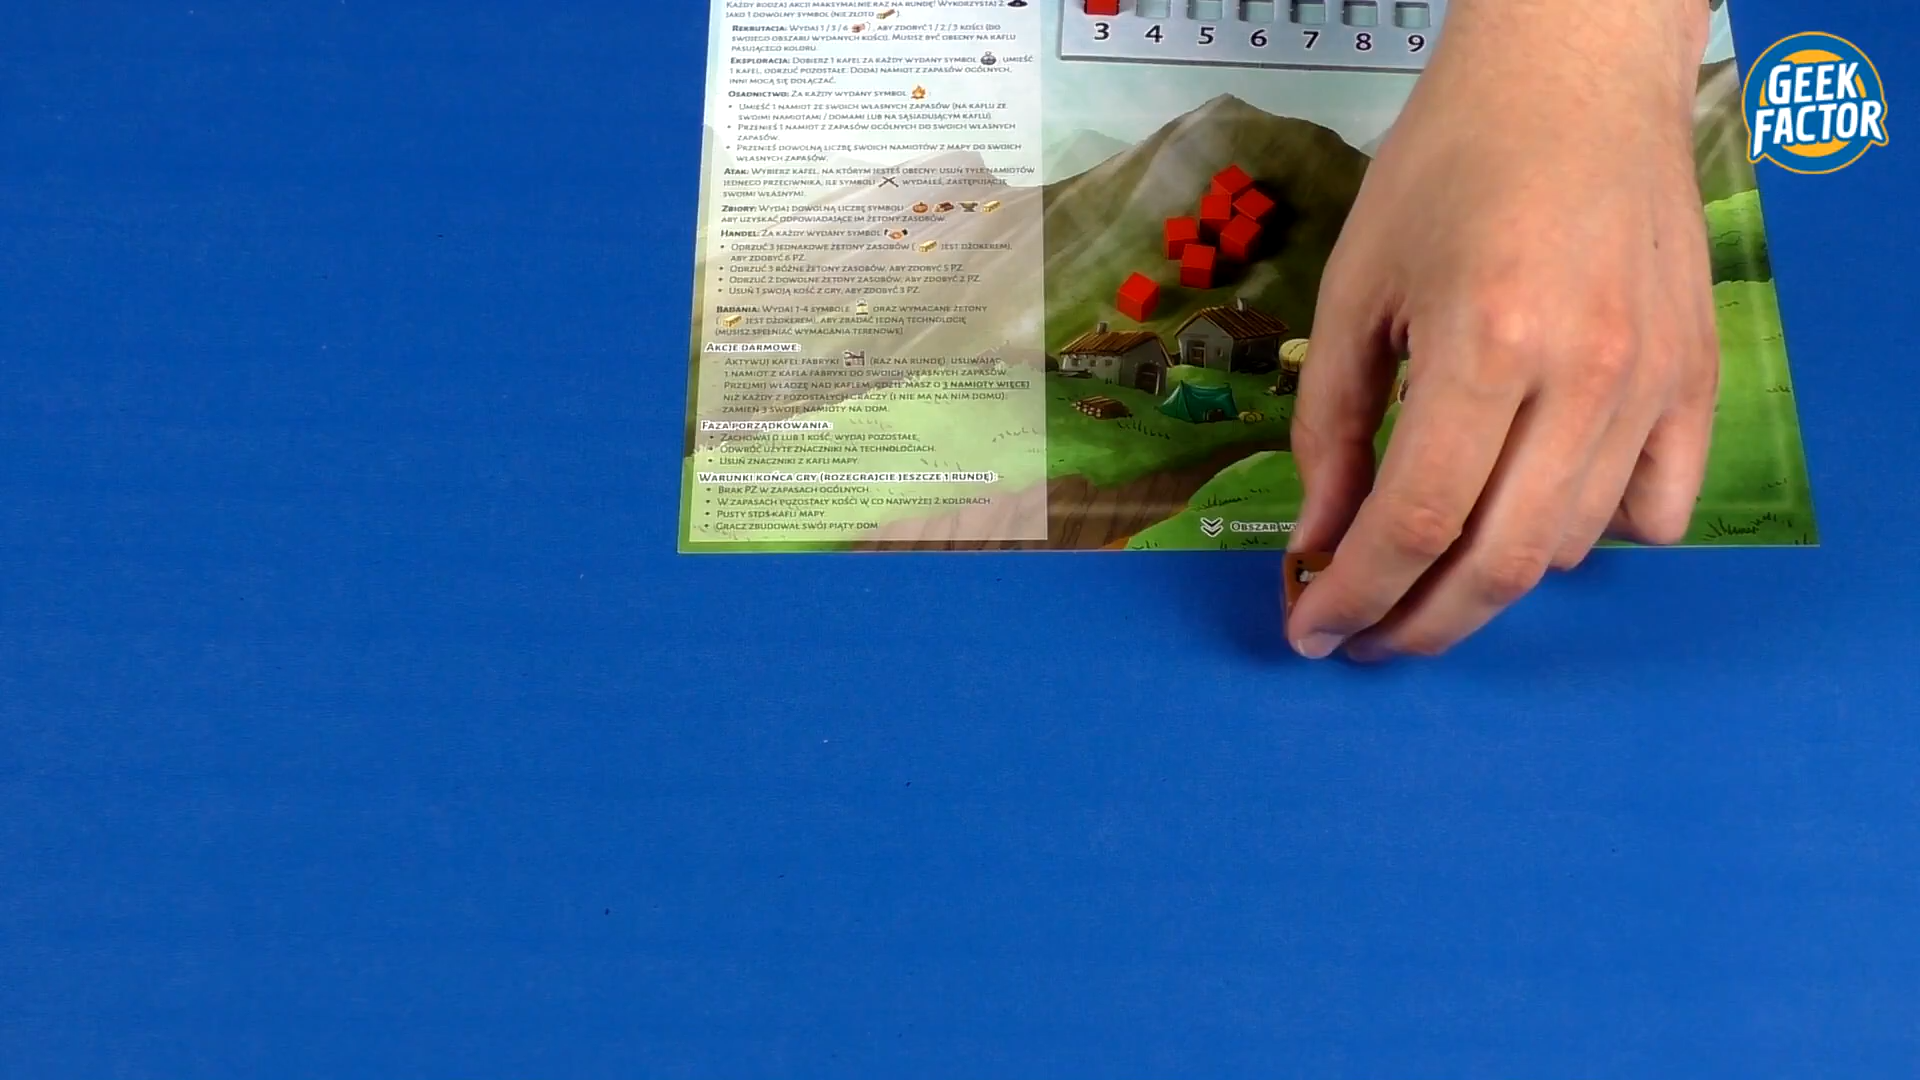 Każdy rodzaj akcji maksymalnie raz na rundę! Wykorzystaj 2
jako 1 dowolny symbol (nie złoto ).
Rekrutacja: Wydaj 1 / 3 / 6 , aby zdobyć 1 / 2 / 3 kości (do
swojego obszaru wydanych kości). Musisz być obecny na kaflu
pasującego koloru.
Eksploracja: Dobierz 1 kafel za każdy wydany symbol , umieść
1 kafel, odrzuć pozostałe. Dodaj namiot z zapasów ogólnych,
inni mogą się dołączać.
Osadnictwo: Za każdy wydany symbol :
• Umieść 1 namiot ze swoich własnych zapasów (na kaflu ze
swoimi namiotami / domami lub na sąsiadującym kaflu).
• Przenieś 1 namiot z zapasów ogólnych do swoich własnych
zapasów.
• Przenieś dowolną liczbę swoich namiotów z mapy do swoich
własnych zapasów.
Atak: Wybierz kafel, na którym jesteś obecny: usuń tyle namiotów
jednego przeciwnika, ile symboli wydałeś, zastępując je
swoimi własnymi.
Zbiory: Wydaj dowolną liczbę symboli
aby uzyskać odpowiadające im żetony zasobów.
Handel: Za każdy wydany symbol :
• Odrzuć 3 jednakowe żetony zasobów ( jest dżokerem),
aby zdobyć 6 PZ.
• Odrzuć 3 różne żetony zasobów, aby zdobyć 5 PZ.
• Odrzuć 2 dowolne żetony zasobów, aby zdobyć 2 PZ.
• Usuń 1 swoją kość z gry, aby zdobyć 3 PZ.
Badania: Wydaj 1-4 symbole oraz wymagane żetony
( jest dżokerem), aby zbadać jedną technologię
(musisz spełniać wymagania terenowe).
Akcje darmowe:
– Aktywuj kafel fabryki (raz na rundę), usuwając
1 namiot z kafla fabryki do swoich własnych zapasów.
– Przejmij władzę nad kaflem, gdzie masz o 3 namioty więcej
niż każdy z pozostałych graczy (i nie ma na nim domu):
zamień 3 swoje namioty na dom.
Faza porządkowania:
• Zachowaj 0 lub 1 kość, wydaj pozostałe.
• Odwróć użyte znaczniki na technologiach.
• Usuń znaczniki z kafli mapy.
Warunki końca gry (rozegrajcie jeszcze 1 rundę):
• Brak PZ w zapasach ogólnych.
• W zapasach pozostały kości w co najwyżej 2 kolorach.
• Pusty stos kafli mapy.
• Gracz zbudował swój piąty dom.
3 4 5 6 7 8 9
Obszar
GEEK
FACTOR